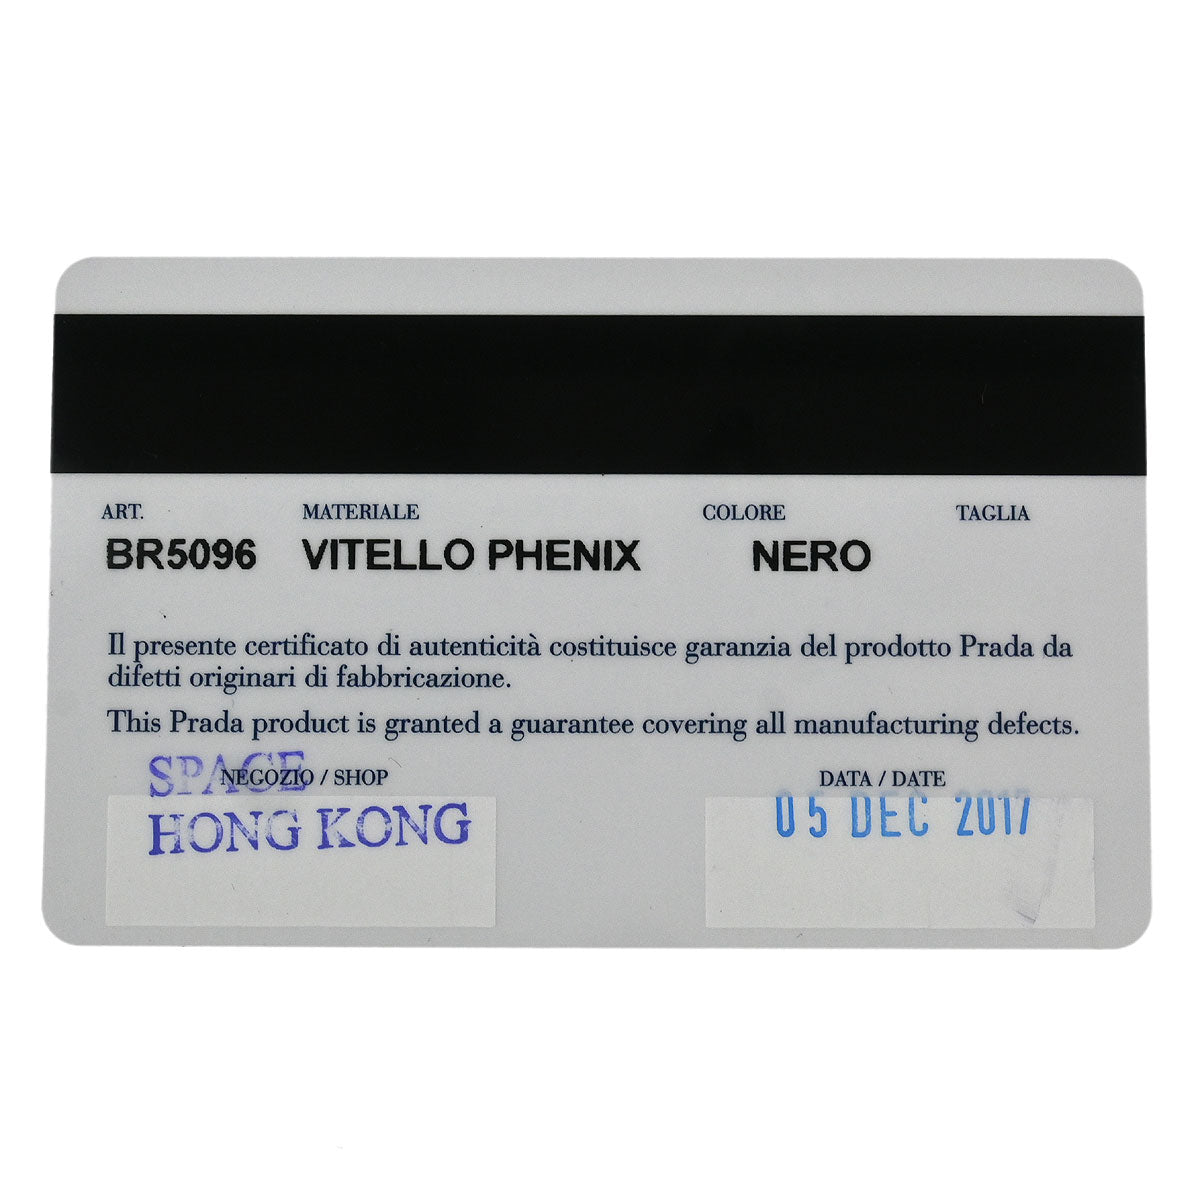 ART. MATERIALE COLORE TAGLIA
BR5096 VITELLO PHENIX NERO
Il presente certificato di autenticità costituisce garanzia del prodotto Prada da
difetti originari di fabbricazione.
This Prada product is granted a guarantee covering all manufacturing defects.
SPACE
NEGOZIO / SHOP DATA / DATE
HONG KONG 05 DEC 2017